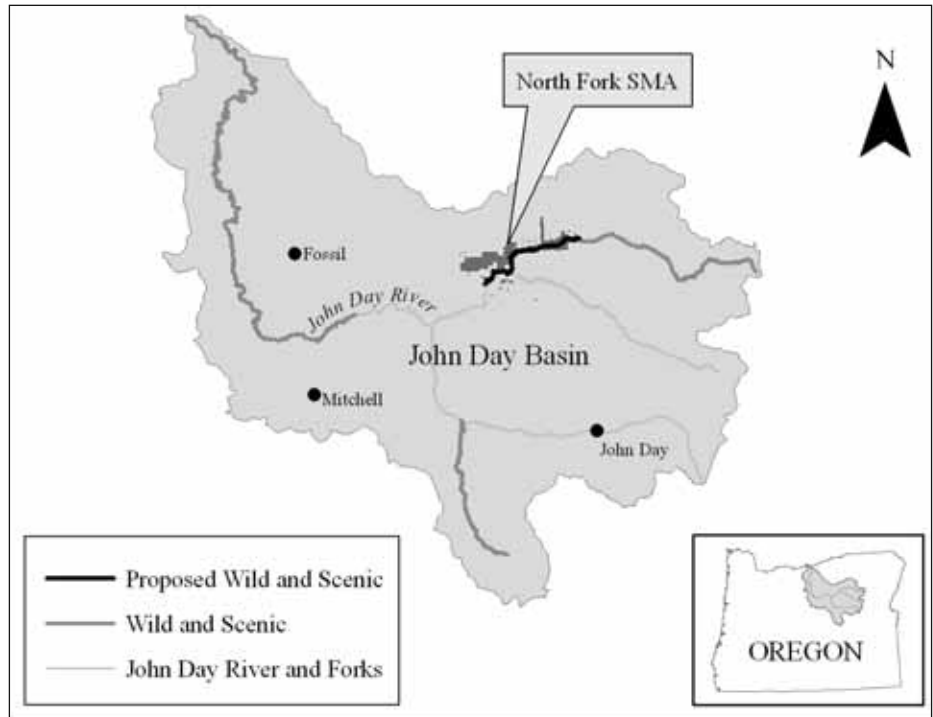 North Fork SMA
N
Fossil
John Day River
John Day Basin
Mitchell
John Day
Proposed Wild and Scenic
Wild and Scenic
John Day River and Forks
OREGON